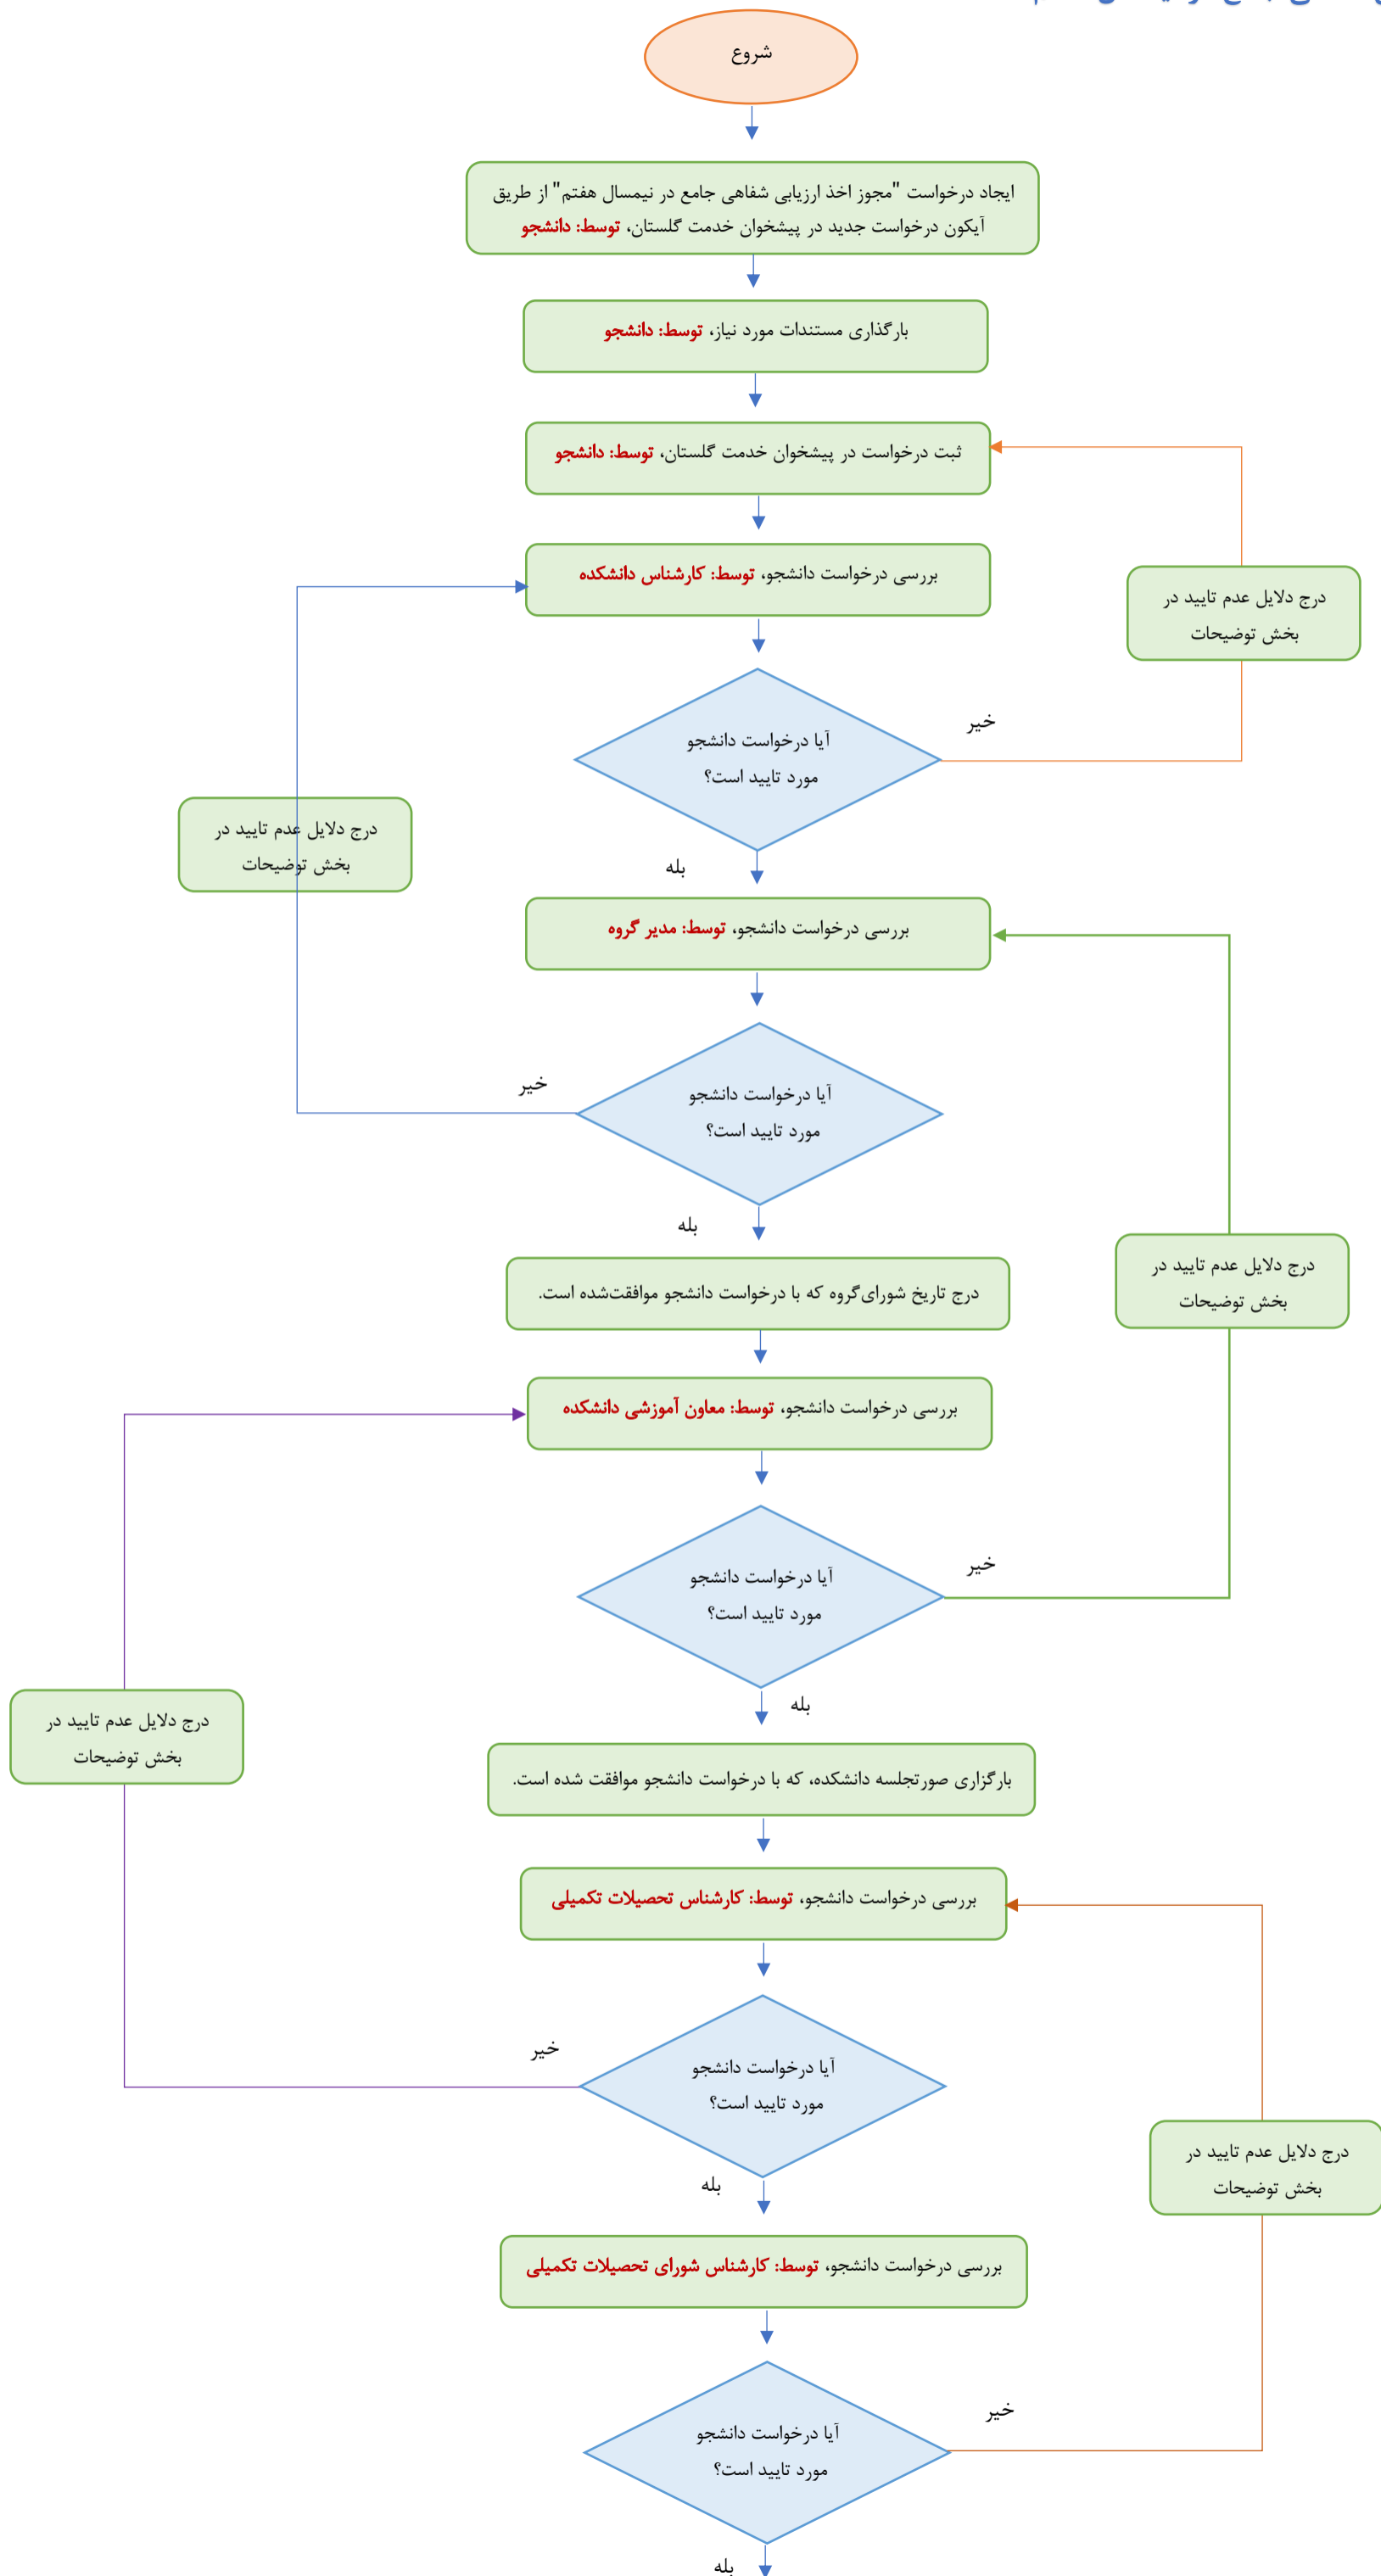 شروع
ایجاد درخواست "مجوز اخذ ارزیابی شفاهی جامع در نیمسال هفتم" از طریق
آیکون درخواست جدید در پیشخوان خدمت گلستان، توسط: دانشجو
بارگذاری مستندات مورد نیاز، توسط: دانشجو
ثبت درخواست در پیشخوان خدمت گلستان، توسط: دانشجو
بررسی درخواست دانشجو، توسط: کارشناس دانشکده
درج دلایل عدم تایید در
بخش توضیحات
خیر
آیا درخواست دانشجو
مورد تایید است؟
درج دلایل عدم تایید در
بخش توضیحات
بله
بررسی درخواست دانشجو، توسط: مدیر گروه
خیر
آیا درخواست دانشجو
مورد تایید است؟
بله
درج دلایل عدم تایید در
بخش توضیحات
درج تاریخ شورای‌گروه که با درخواست دانشجو موافقت‌شده است.
بررسی درخواست دانشجو، توسط: معاون آموزشی دانشکده
خیر
آیا درخواست دانشجو
مورد تایید است؟
بله
درج دلایل عدم تایید در
بخش توضیحات
بارگزاری صورتجلسه دانشکده، که با درخواست دانشجو موافقت شده است.
بررسی درخواست دانشجو، توسط: کارشناس تحصیلات تکمیلی
خیر
آیا درخواست دانشجو
مورد تایید است؟
درج دلایل عدم تایید در
بخش توضیحات
بله
بررسی درخواست دانشجو، توسط: کارشناس شورای تحصیلات تکمیلی
خیر
آیا درخواست دانشجو
مورد تایید است؟
بله